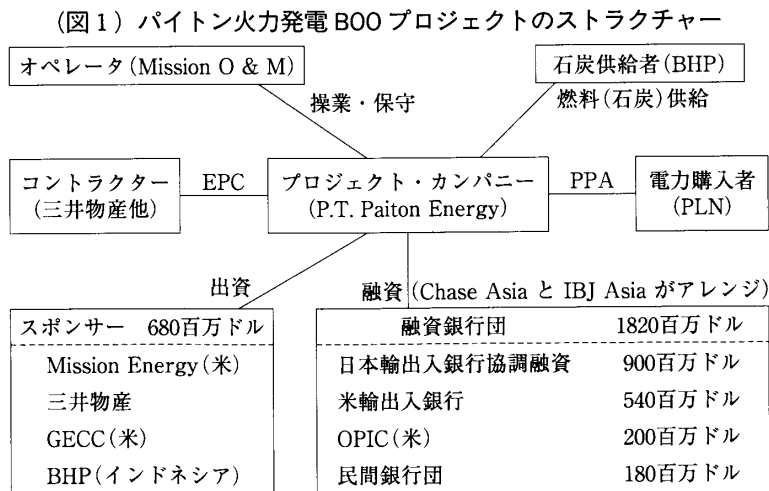 (図1) パイトン火力発電 BOO プロジェクトのストラクチャー
オペレータ(Mission O & M)
石炭供給者(BHP)
操業・保守
燃料(石炭)供給
コントラクター
(三井物産他)
EPC
プロジェクト・カンパニー
(P.T. Paiton Energy)
PPA
電力購入者
(PLN)
出資
融資(Chase Asia と IBJ Asia がアレンジ)
スポンサー 680百万ドル
Mission Energy(米)
三井物産
GECC(米)
BHP(インドネシア)
融資銀行団 1820百万ドル
日本輸出入銀行協調融資 900百万ドル
米輸出入銀行 540百万ドル
OPIC(米) 200百万ドル
民間銀行団 180百万ドル